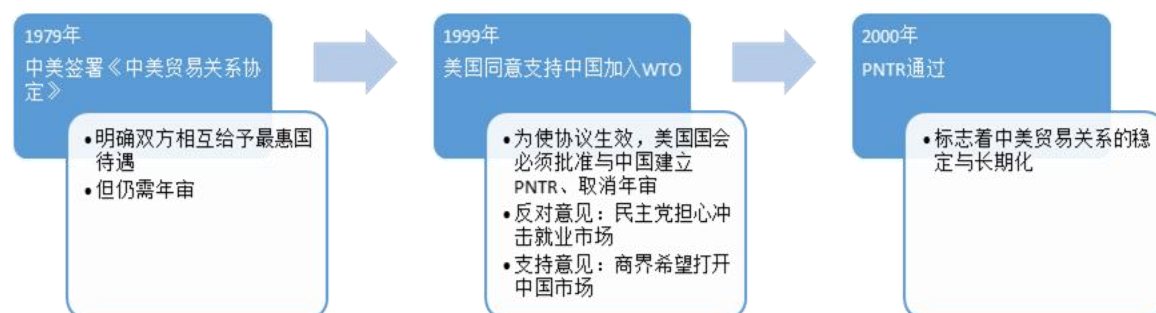 1979年
中美签署《中美贸易关系协
定》
•明确双方相互给予最惠国
待遇
•但仍需年审
1999年
美国同意支持中国加入WTO
•为使协议生效，美国国会
必须批准与中国建立
PNTR、取消年审
•反对意见：民主党担心冲
击就业市场
•支持意见：商界希望打开
中国市场
2000年
PNTR通过
•标志着中美贸易关系的稳
定与长期化